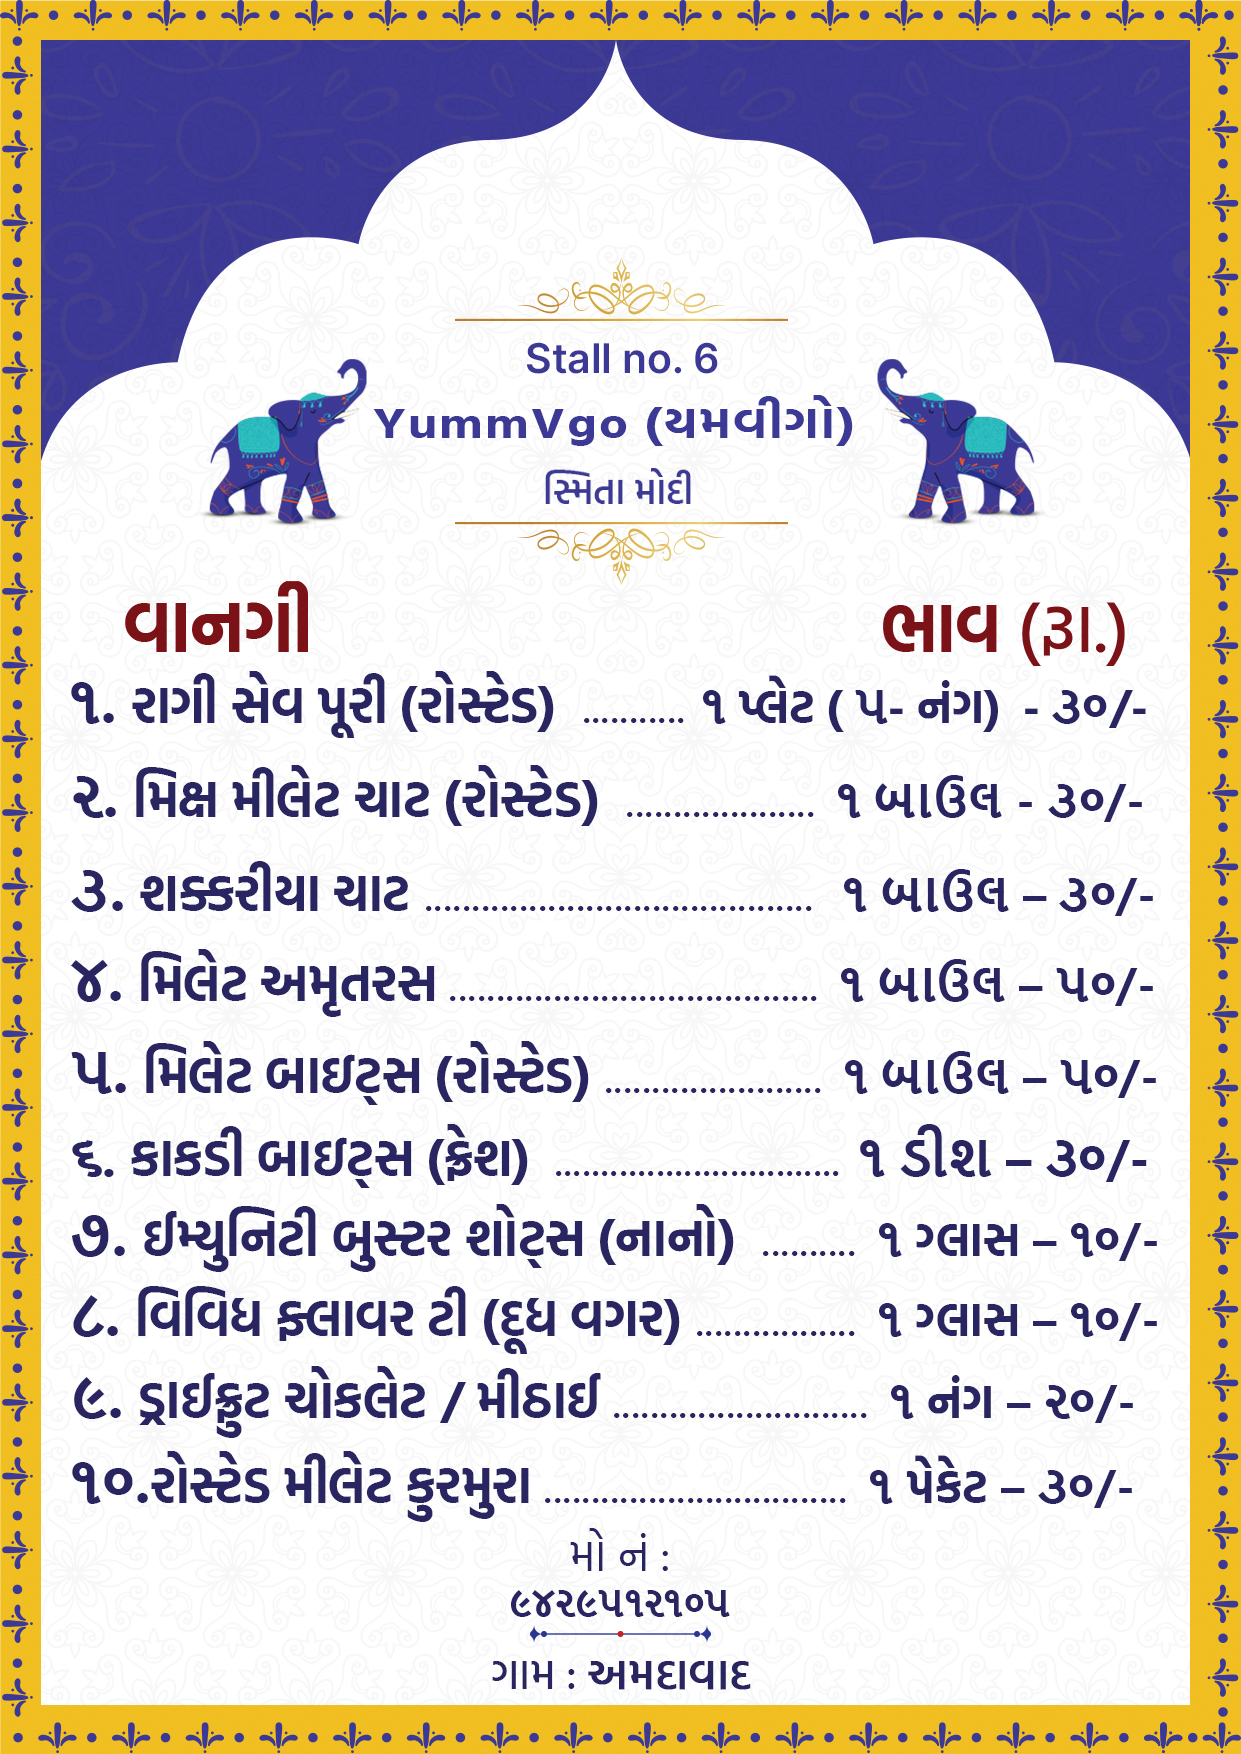 Stall no. 6
YummVgo (યમવીગો)
સ્મિતા મોદી
વાનગી ભાવ (રૂા.)
૧. રાગી સેવ પૂરી (રોસ્ટેડ) ........... ૧ પ્લેટ ( ૫- નંગ) - ૩૦/-
૨. મિક્ષ મીલેટ ચાટ (રોસ્ટેડ) .................... ૧ બાઉલ - ૩૦/-
૩. શક્કરીયા ચાટ ......................................... ૧ બાઉલ – ૩૦/-
૪. મિલેટ અમૃતરસ ....................................... ૧ બાઉલ – ૫૦/-
૫. મિલેટ બાઇટ્સ (રોસ્ટેડ) ....................... ૧ બાઉલ – ૫૦/-
૬. કાકડી બાઇટ્સ (ફ્રેશ) .............................. ૧ ડીશ – ૩૦/-
૭. ઈમ્યુનિટી બુસ્ટર શોટ્સ (નાનો) .......... ૧ ગ્લાસ – ૧૦/-
૮. વિવિધ ફ્લાવર ટી (દૂધ વગર) ................. ૧ ગ્લાસ – ૧૦/-
૯. ડ્રાઈફ્રુટ ચોકલેટ / મીઠાઈ ........................... ૧ નંગ – ૨૦/-
૧૦.રોસ્ટેડ મીલેટ કુરમુરા ................................ ૧ પેકેટ – ૩૦/-
મો નં :
૯૪૨૯૫૧૨૧૦૫
ગામ : અમદાવાદ